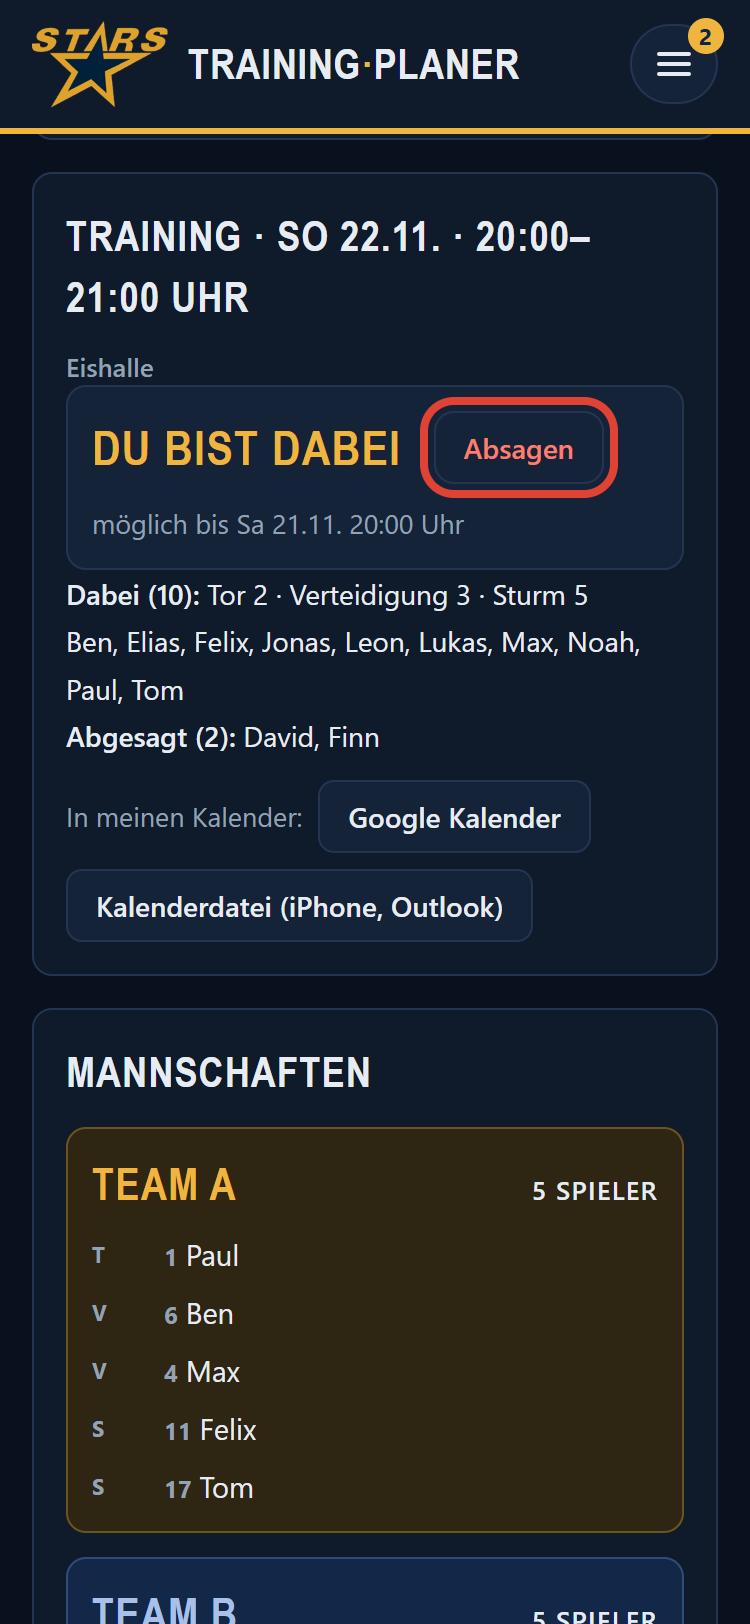 STARS
TRAINING·PLANER
2
TRAINING · SO 22.11. · 20:00–
21:00 UHR
Eishalle
DU BIST DABEI
Absagen
möglich bis Sa 21.11. 20:00 Uhr
Dabei (10): Tor 2 · Verteidigung 3 · Sturm 5
Ben, Elias, Felix, Jonas, Leon, Lukas, Max, Noah,
Paul, Tom
Abgesagt (2): David, Finn
In meinen Kalender: Google Kalender
Kalenderdatei (iPhone, Outlook)
MANNSCHAFTEN
TEAM A 5 SPIELER
T 1 Paul
V 6 Ben
V 4 Max
S 11 Felix
S 17 Tom
TEAM B 5 SPIELER